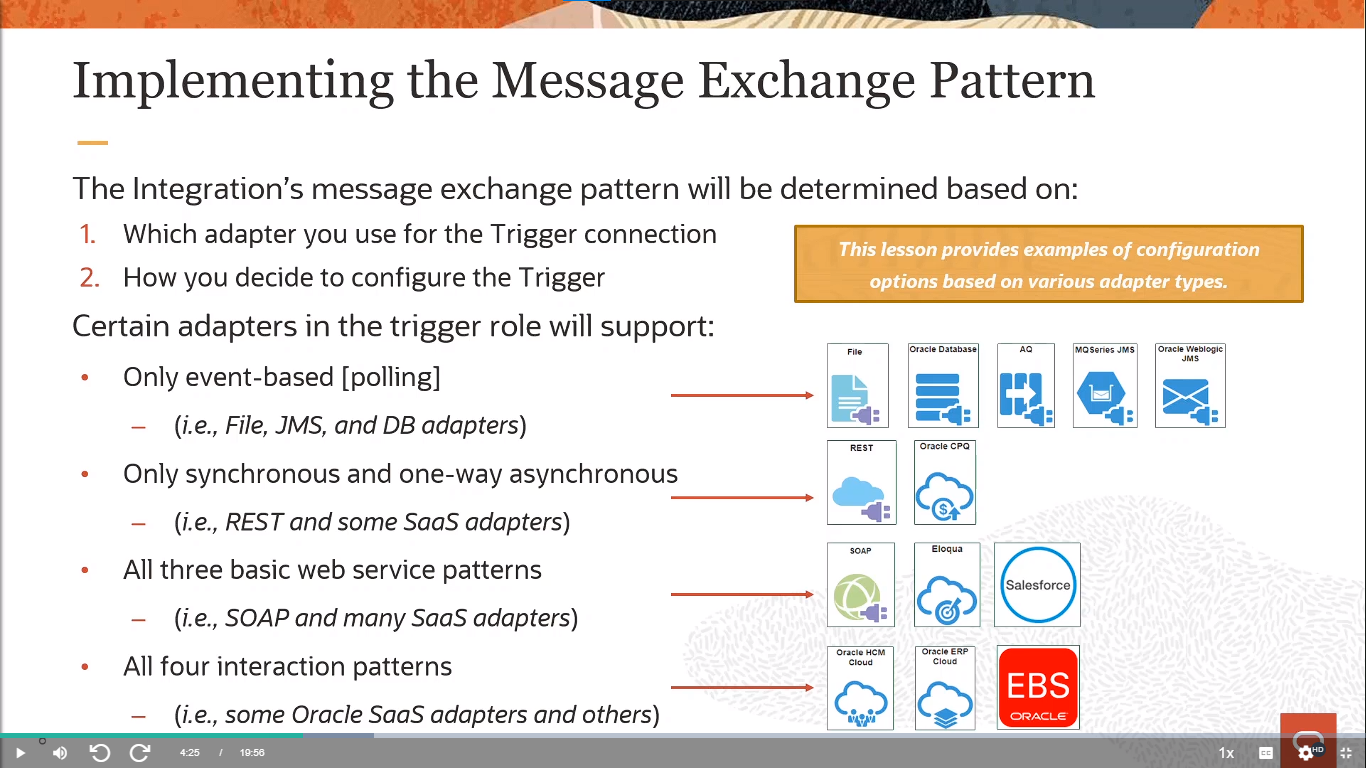 Implementing the Message Exchange Pattern
The Integration's message exchange pattern will be determined based on:
1. Which adapter you use for the Trigger connection
2. How you decide to configure the Trigger
This lesson provides examples of configuration
options based on various adapter types.
Certain adapters in the trigger role will support:
• Only event-based [polling]
– (i.e., File, JMS, and DB adapters)
File
Oracle Database
AQ
MQSeries JMS
Oracle Weblogic
JMS
• Only synchronous and one-way asynchronous
– (i.e., REST and some SaaS adapters)
REST
Oracle CPQ
$
• All three basic web service patterns
– (i.e., SOAP and many SaaS adapters)
SOAP
Eloqua
Salesforce
• All four interaction patterns
– (i.e., some Oracle SaaS adapters and others)
Oracle HCM
Cloud
Oracle ERP
Cloud
EBS
ORACLE
4:25 / 19:56
1x
CC
HD